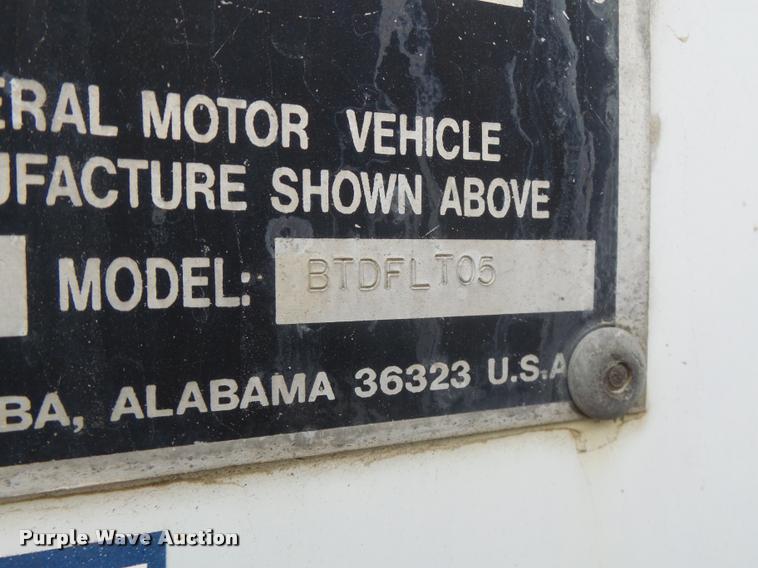 ERAL MOTOR VEHICLE
UFACTURE SHOWN ABOVE
MODEL: BTDFLT05
BA, ALABAMA 36323 U.S.A
Purple Wave Auction